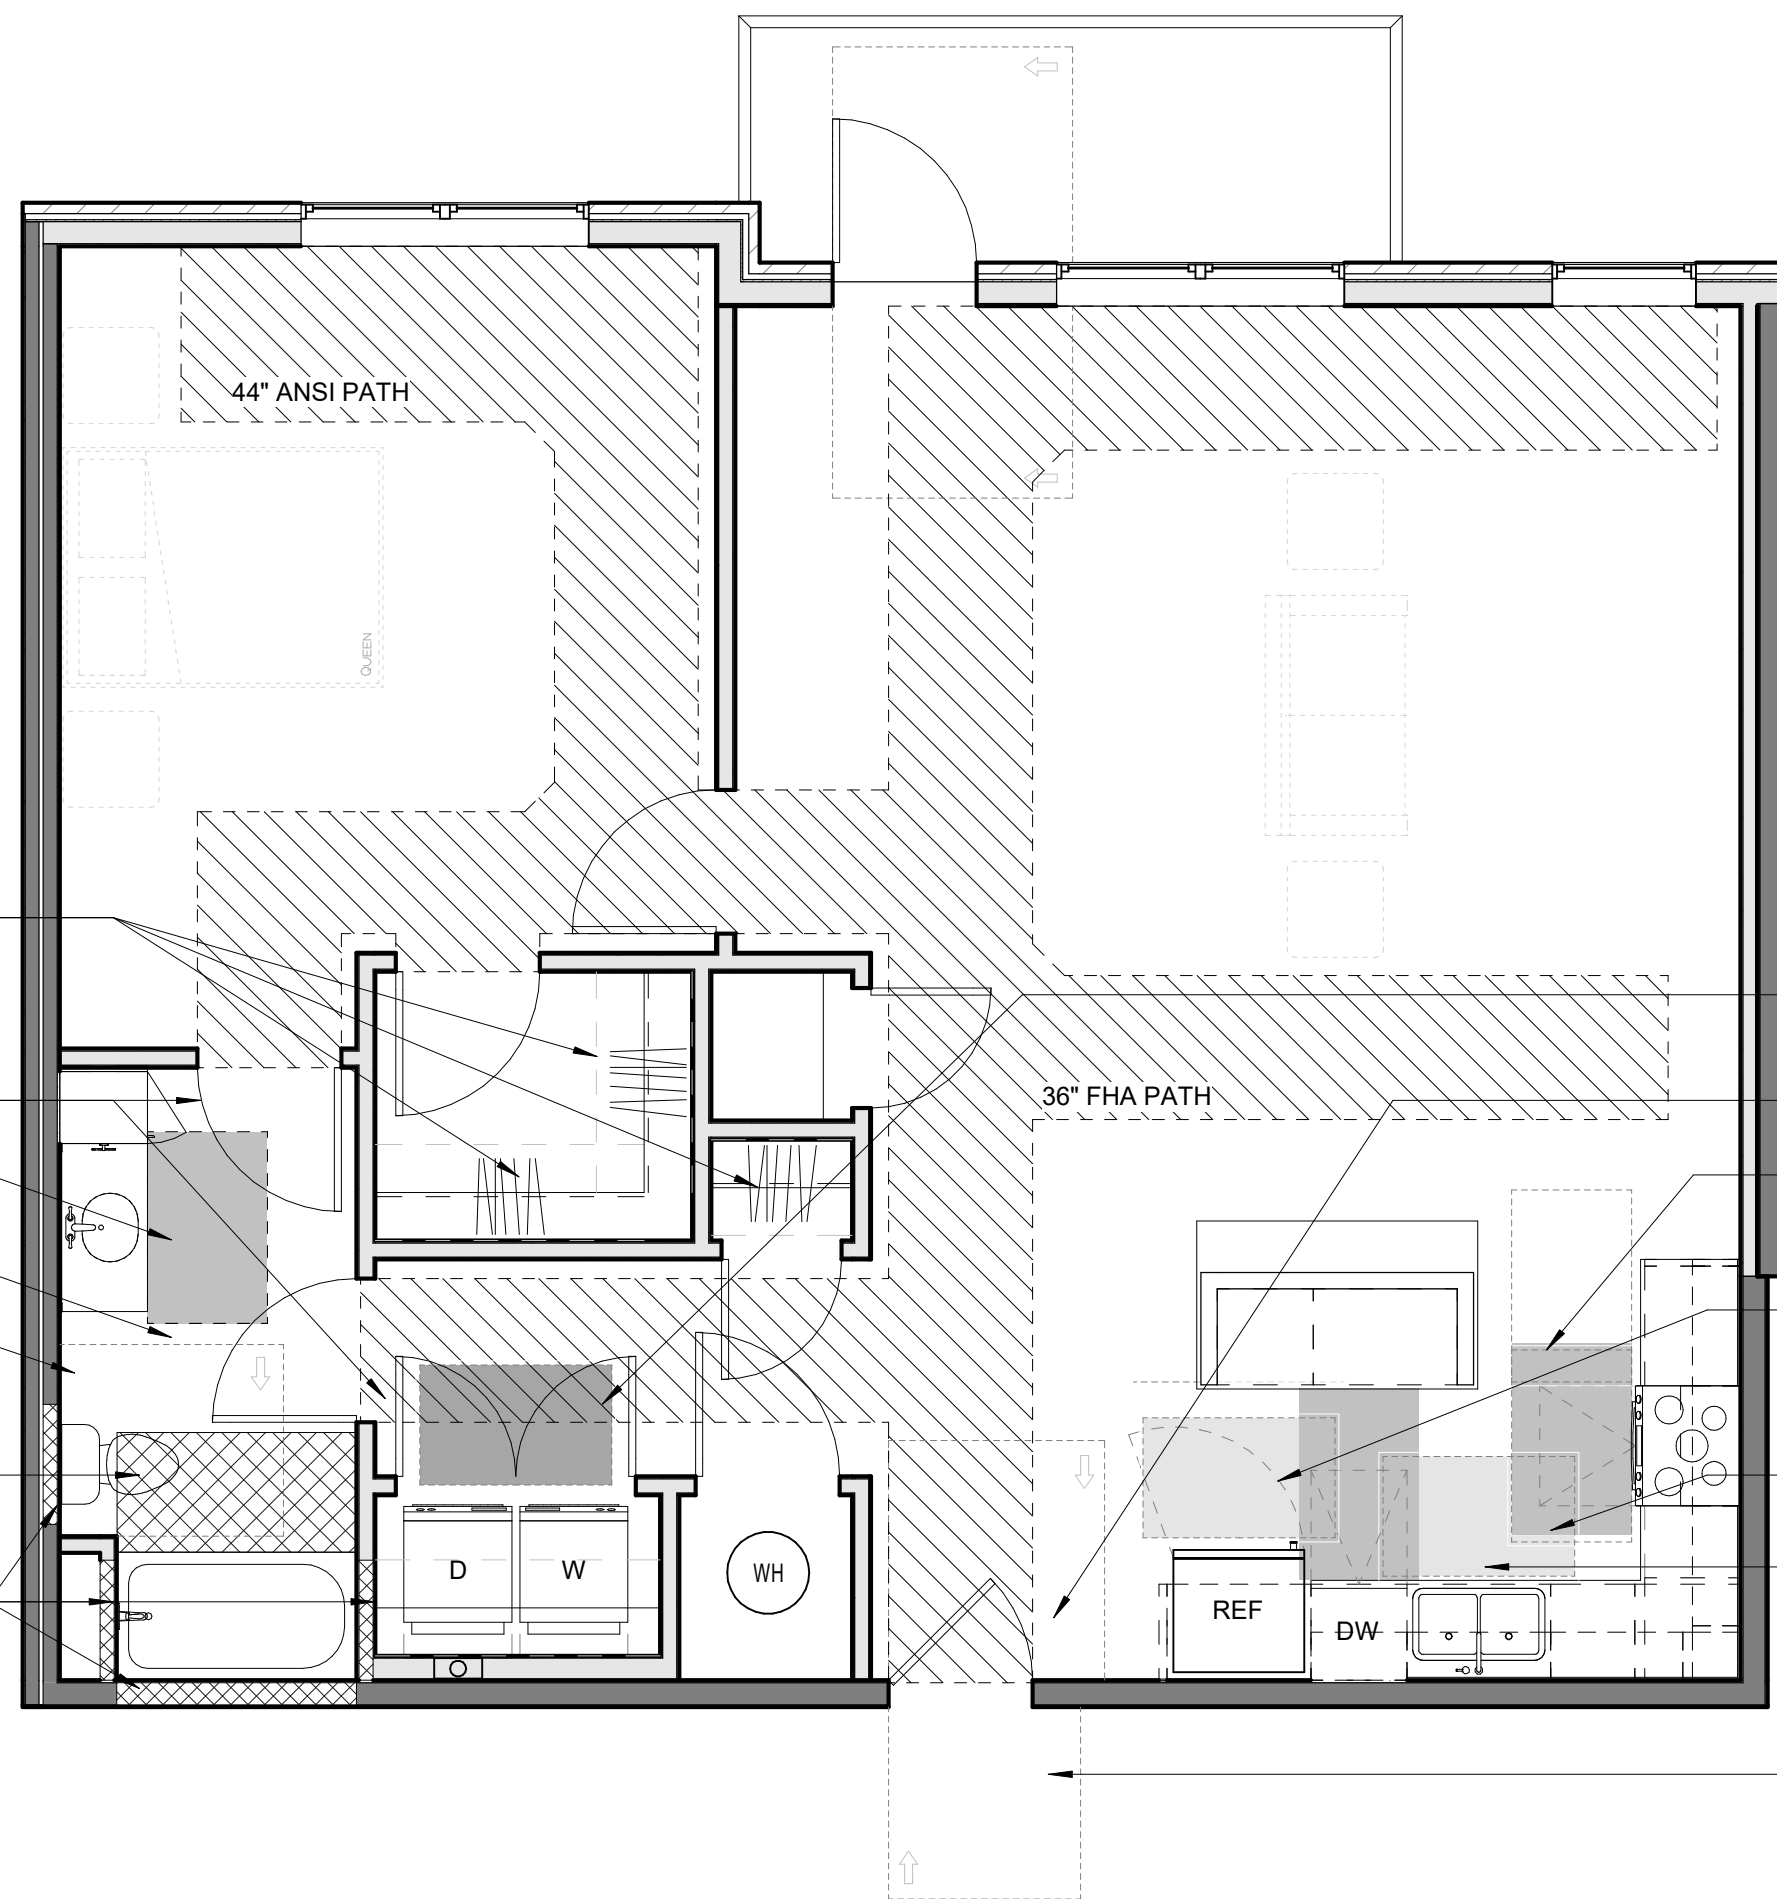 44" ANSI PATH
QUEEN
36" FHA PATH
D
W
WH
REF
DW